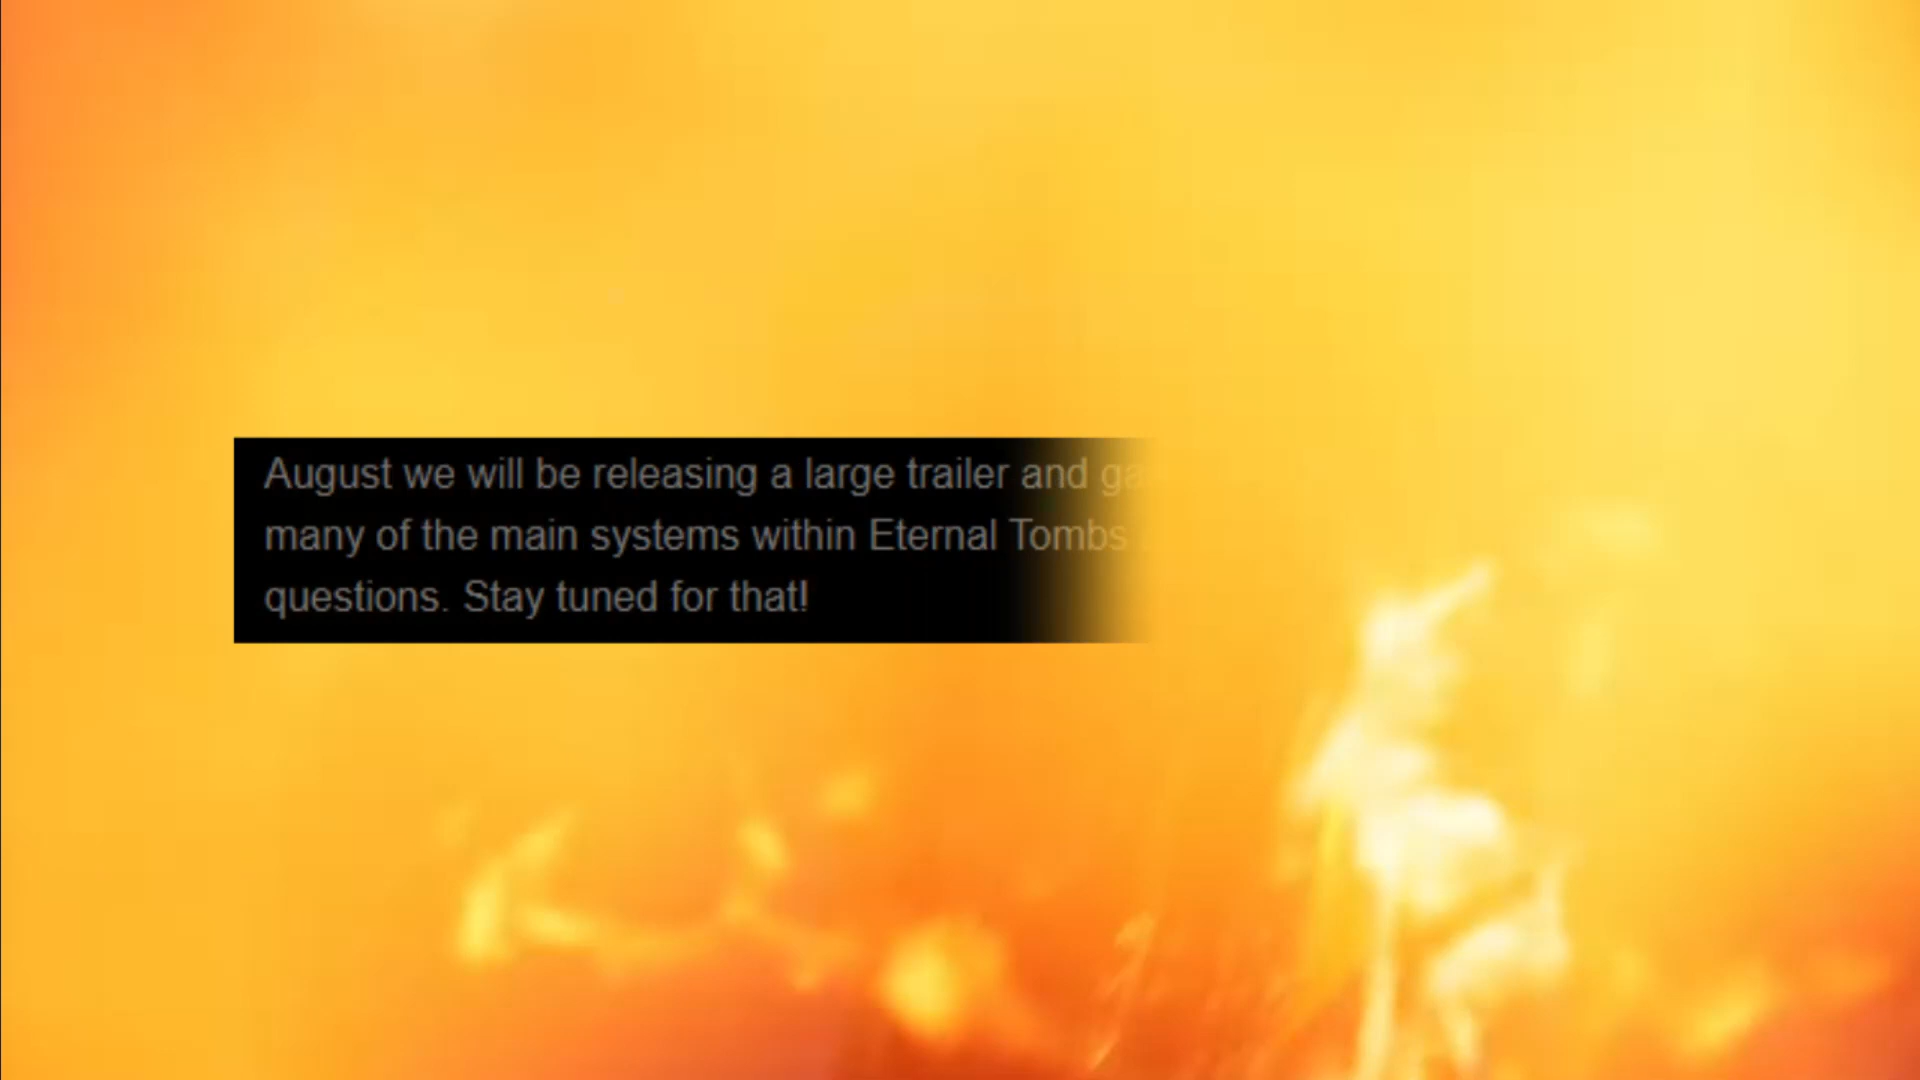 August we will be releasing a large trailer and
many of the main systems within Eternal Tombs
questions. Stay tuned for that!